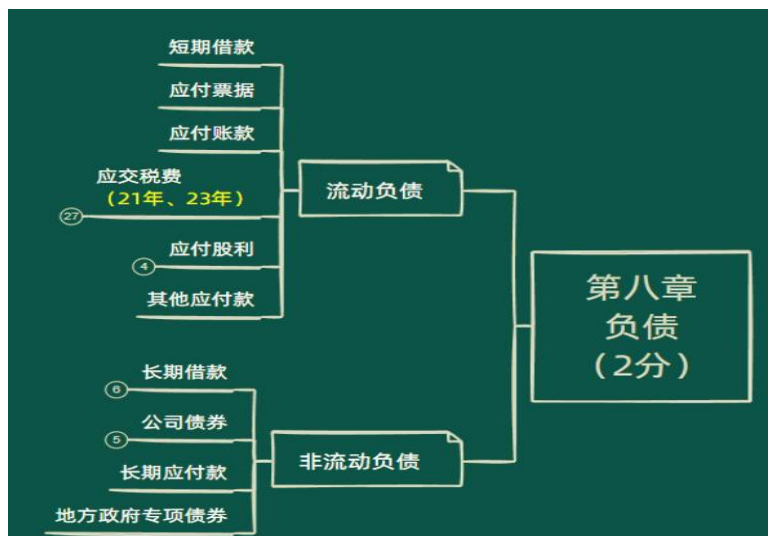 短期借款
应付票据
应付账款
应交税费
（21年、23年）
27
应付股利
4
其他应付款
流动负债
第八章
负债
（2分）
长期借款
6
公司债券
5
长期应付款
地方政府专项债券
非流动负债